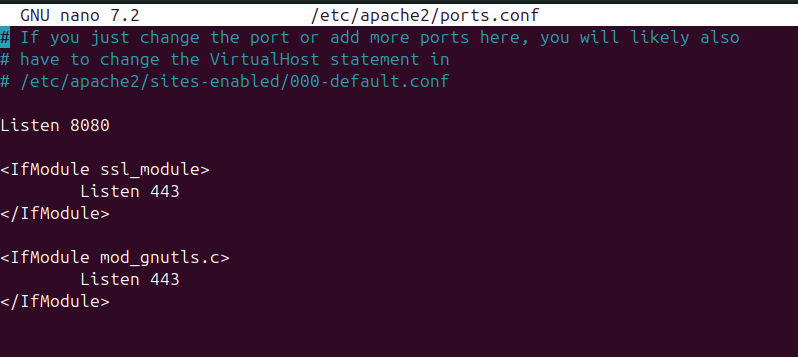 GNU nano 7.2 /etc/apache2/ports.conf
# If you just change the port or add more ports here, you will likely also
# have to change the VirtualHost statement in
# /etc/apache2/sites-enabled/000-default.conf
Listen 8080
<IfModule ssl_module>
Listen 443
</IfModule>
<IfModule mod_gnutls.c>
Listen 443
</IfModule>